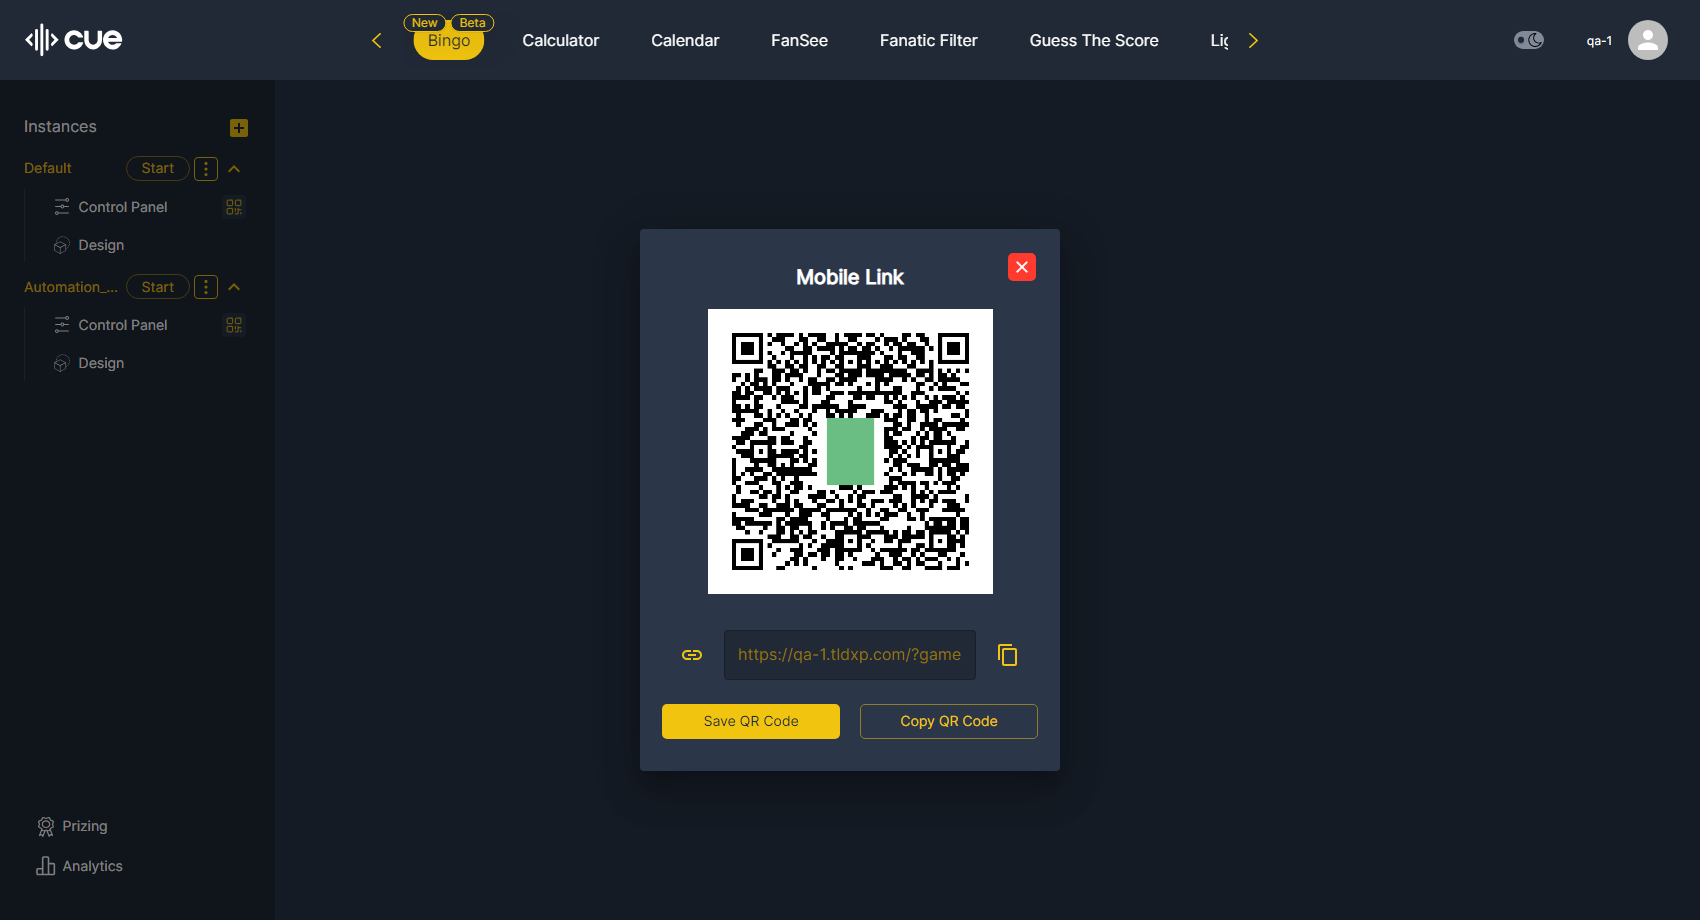 cue
New Beta
Bingo Calculator Calendar FanSee Fanatic Filter Guess The Score
qa-1
Instances
Default Start
Control Panel
Design
Automation_... Start
Control Panel
Design
Prizing
Analytics
Mobile Link
https://qa-1.tldxp.com/?game
Save QR Code Copy QR Code